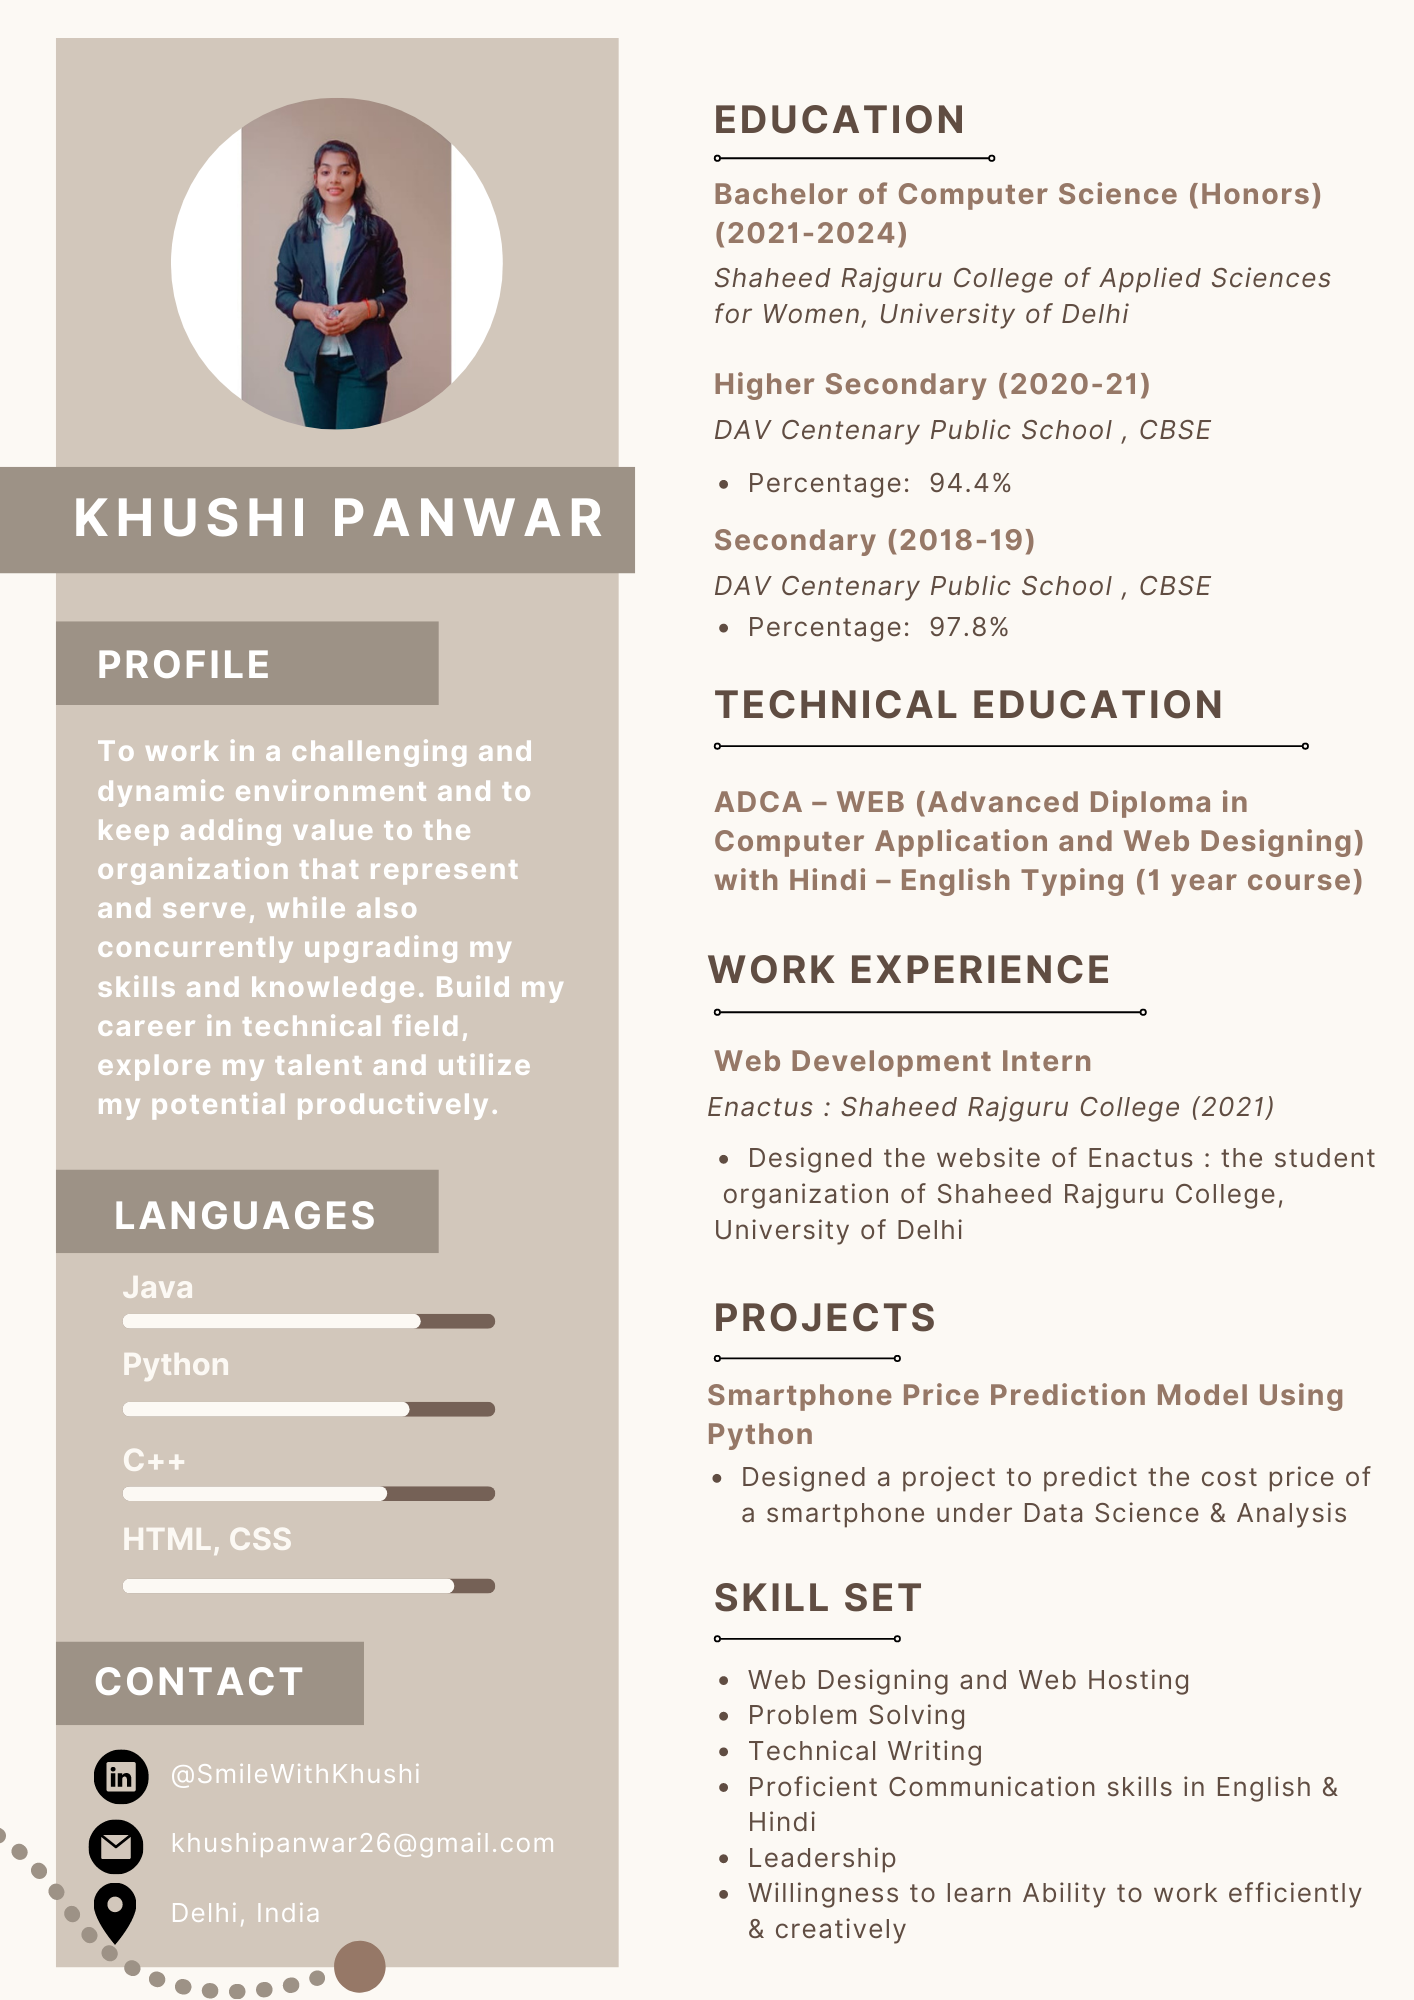 KHUSHI PANWAR
PROFILE
To work in a challenging and
dynamic environment and to
keep adding value to the
organization that represent
and serve, while also
concurrently upgrading my
skills and knowledge. Build my
career in technical field,
explore my talent and utilize
my potential productively.
LANGUAGES
Java
Python
C++
HTML, CSS
CONTACT
in
@SmileWithKhushi
khushipanwar26@gmail.com
Delhi, India
EDUCATION
Bachelor of Computer Science (Honors)
(2021-2024)
Shaheed Rajguru College of Applied Sciences
for Women, University of Delhi
Higher Secondary (2020-21)
DAV Centenary Public School , CBSE
• Percentage:  94.4%
Secondary (2018-19)
DAV Centenary Public School , CBSE
• Percentage:  97.8%
TECHNICAL EDUCATION
ADCA – WEB (Advanced Diploma in
Computer Application and Web Designing)
with Hindi – English Typing (1 year course)
WORK EXPERIENCE
Web Development Intern
Enactus : Shaheed Rajguru College (2021)
• Designed the website of Enactus : the student
organization of Shaheed Rajguru College,
University of Delhi
PROJECTS
Smartphone Price Prediction Model Using
Python
• Designed a project to predict the cost price of
a smartphone under Data Science & Analysis
SKILL SET
• Web Designing and Web Hosting
• Problem Solving
• Technical Writing
• Proficient Communication skills in English &
Hindi
• Leadership
• Willingness to learn Ability to work efficiently
& creatively